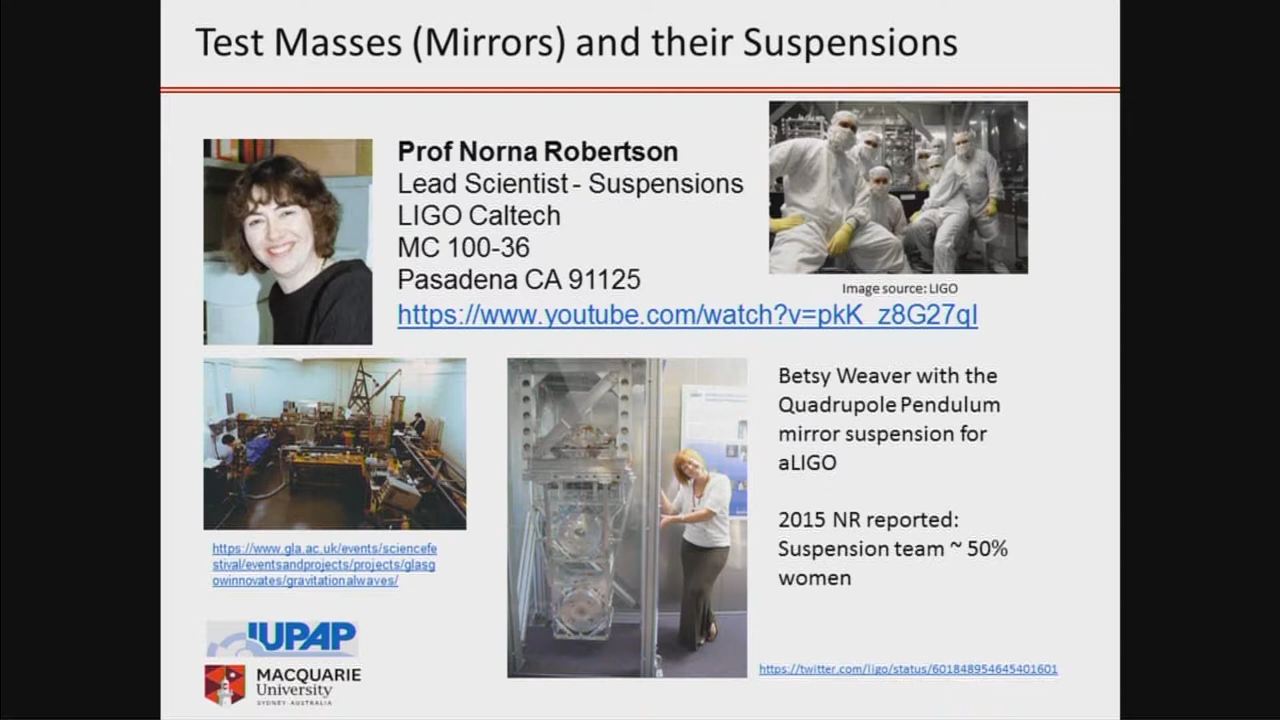 Test Masses (Mirrors) and their Suspensions
Prof Norna Robertson
Lead Scientist - Suspensions
LIGO Caltech
MC 100-36
Pasadena CA 91125
https://www.youtube.com/watch?v=pkK_z8G27qI
Image source: LIGO
Betsy Weaver with the
Quadrupole Pendulum
mirror suspension for
aLIGO
2015 NR reported:
Suspension team ~ 50%
women
https://www.gla.ac.uk/events/sciencefe
stival/eventsandprojects/projects/glasg
owinnovates/gravitationalwaves/
IUPAP
MACQUARIE
University
SYDNEY·AUSTRALIA
https://twitter.com/ligo/status/601848954645401601